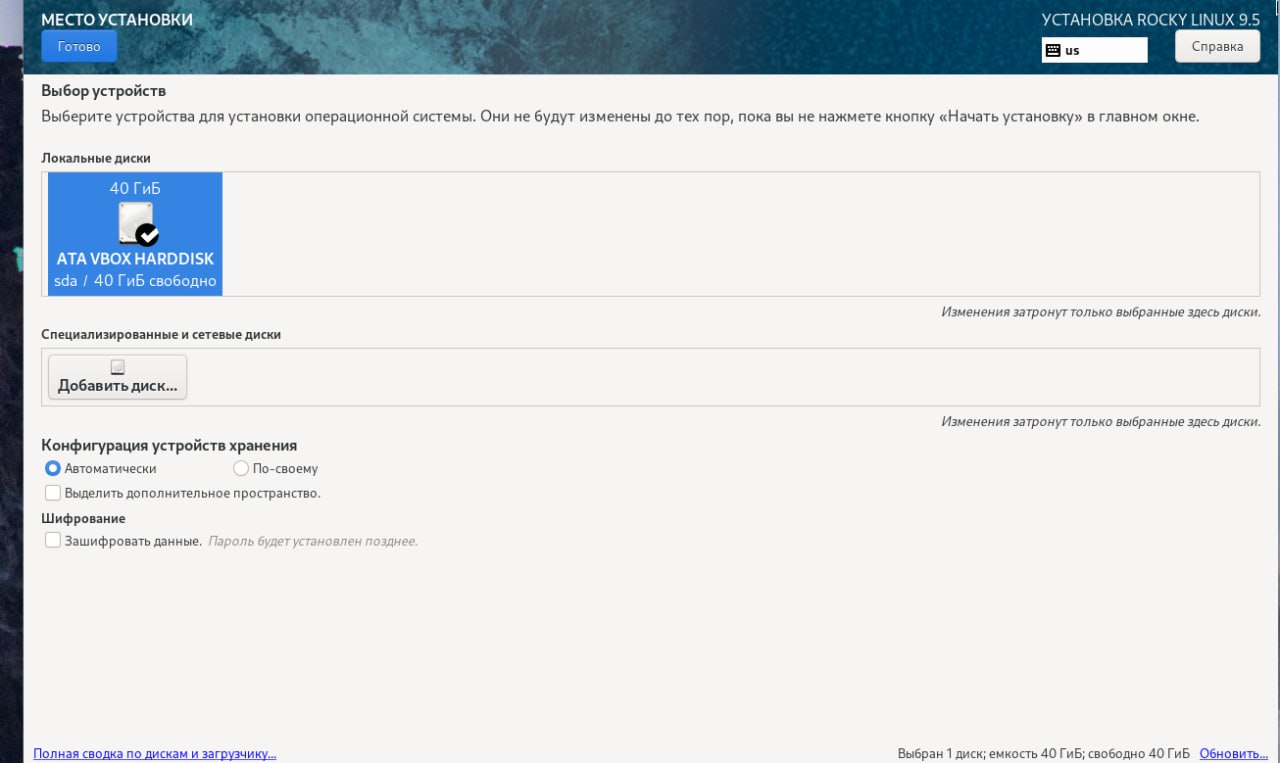 МЕСТО УСТАНОВКИ
УСТАНОВКА ROCKY LINUX 9.5
Готово
us
Справка
Выбор устройств
Выберите устройства для установки операционной системы. Они не будут изменены до тех пор, пока вы не нажмете кнопку «Начать установку» в главном окне.
Локальные диски
40 ГиБ
ATA VBOX HARDDISK
sda / 40 ГиБ свободно
Изменения затронут только выбранные здесь диски.
Специализированные и сетевые диски
Добавить диск...
Изменения затронут только выбранные здесь диски.
Конфигурация устройств хранения
Автоматически
По-своему
Выделить дополнительное пространство.
Шифрование
Зашифровать данные. Пароль будет установлен позднее.
Полная сводка по дискам и загрузчику...
Выбран 1 диск; емкость 40 ГиБ; свободно 40 ГиБ
Обновить...